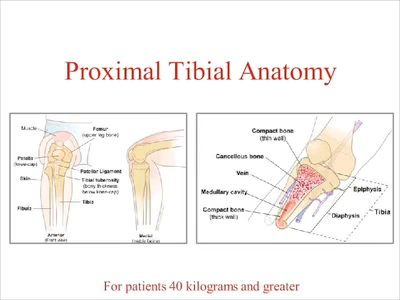 Proximal Tibial Anatomy
Muscle
Femur
(upper leg bone)
Patella
(knee-cap)
Skin
Patellar Ligament
Tibial tuberosity
(bony thickness
below knee-cap)
Tibia
Fibula
Anterior
(front view)
Medial
Compact bone
(thin wall)
Cancellous bone
Vein
Medullary cavity
Compact bone
(thick wall)
Epiphysis
Diaphysis
Tibia
For patients 40 kilograms and greater